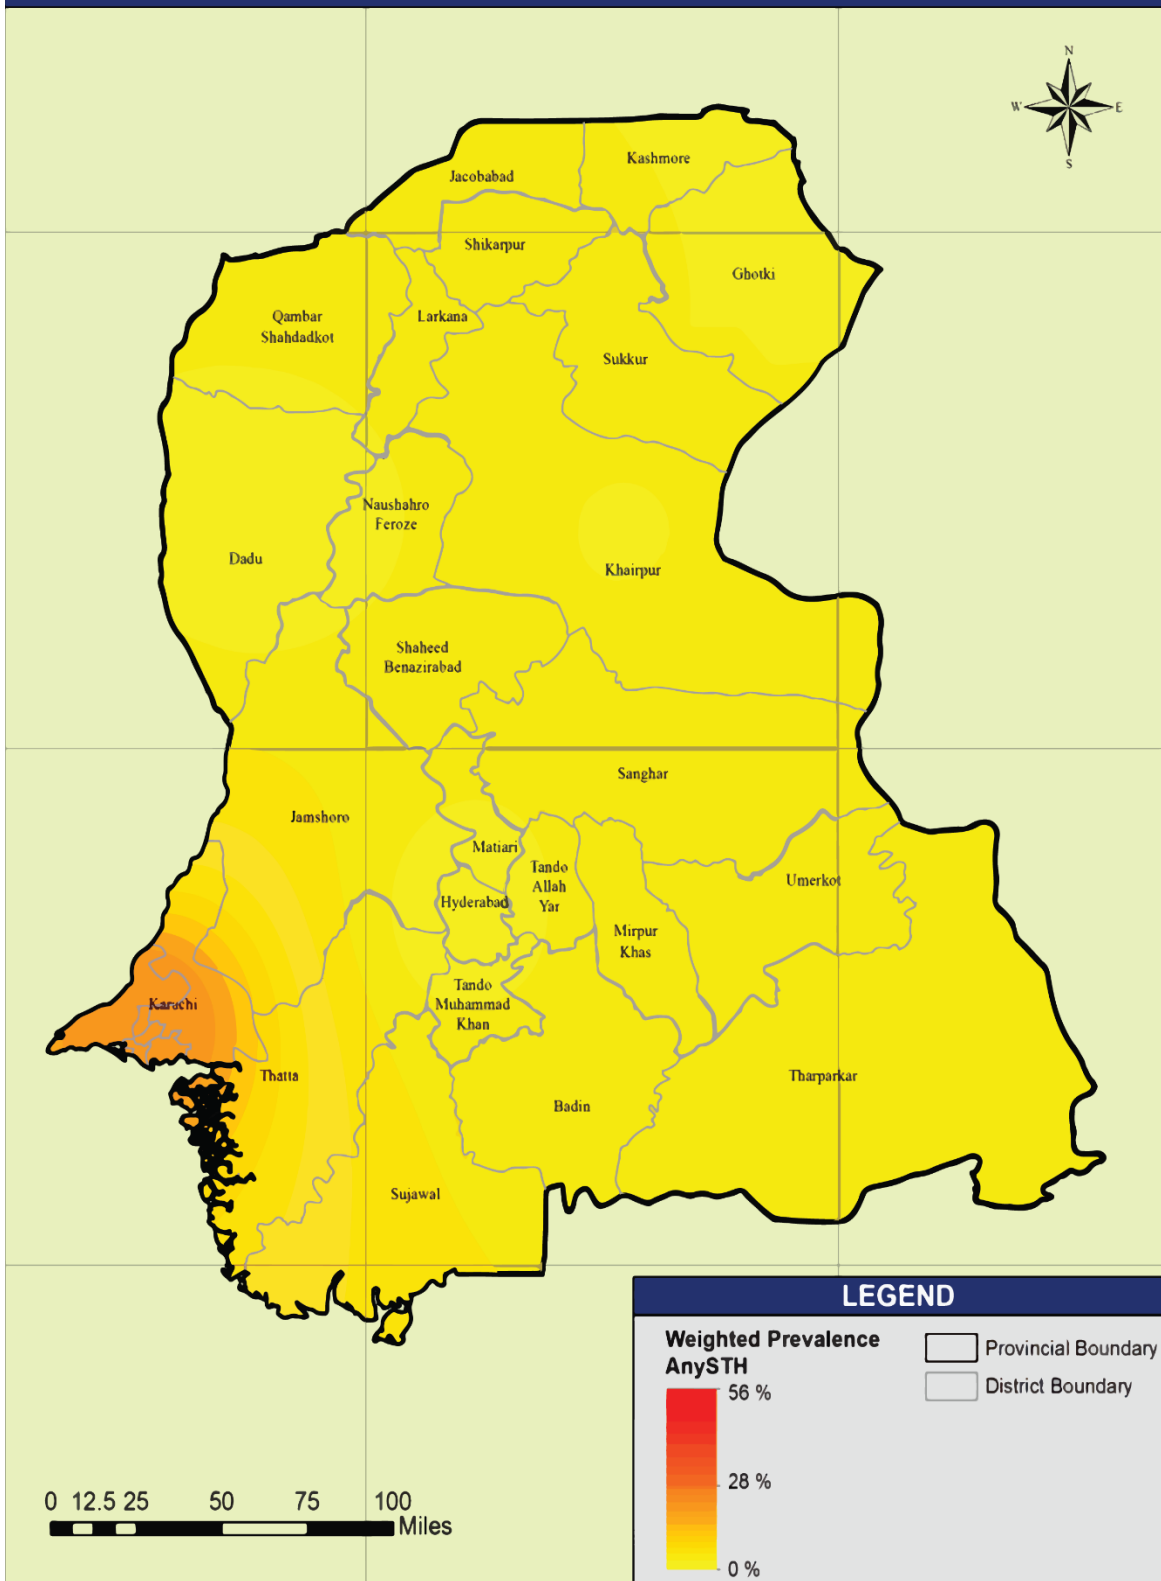 N
W E
S
Kashmore
Jacobabad
Shikarpur
Ghotki
Qambar
Shahdadkot
Larkana
Sukkur
Naushahro
Feroze
Dadu
Khairpur
Shaheed
Benazirabad
Sanghar
Jamshoro
Matiari
Tando
Allah
Yar
Umerkot
Hyderabad
Mirpur
Khas
Tando
Muhammad
Khan
Karachi
Thatta
Tharparkar
Badin
Sujawal
LEGEND
Weighted Prevalence
AnySTH
56 %
28 %
0 %
Provincial Boundary
District Boundary
0 12.5 25 50 75 100
Miles